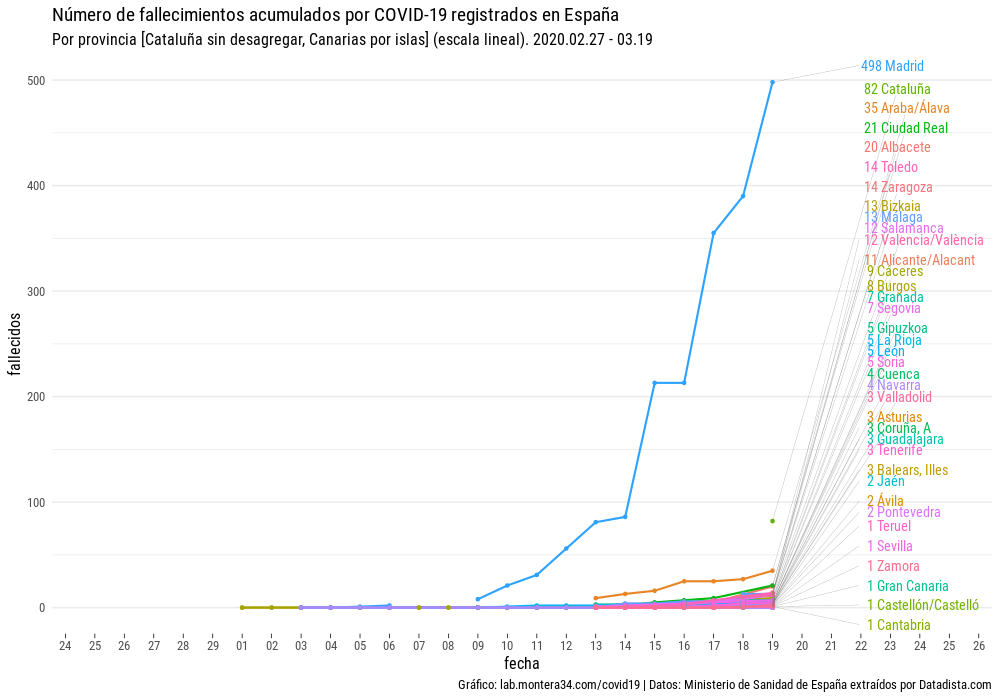 Número de fallecimientos acumulados por COVID-19 registrados en España
Por provincia [Cataluña sin desagregar, Canarias por islas] (escala lineal). 2020.02.27 - 03.19
498 Madrid
82 Cataluña
35 Araba/Álava
21 Ciudad Real
20 Albacete
14 Toledo
14 Zaragoza
13 Bizkaia
13 Málaga
12 Salamanca
12 Valencia/València
11 Alicante/Alacant
9 Cáceres
8 Burgos
7 Granada
7 Segovia
5 Gipuzkoa
5 La Rioja
5 León
5 Soria
4 Cuenca
4 Navarra
3 Valladolid
3 Asturias
3 Coruña, A
3 Guadalajara
3 Tenerife
3 Balears, Illes
2 Jaén
2 Ávila
2 Pontevedra
1 Teruel
1 Sevilla
1 Zamora
1 Gran Canaria
1 Castellón/Castelló
1 Cantabria
500
400
300
200
100
0
fallecidos
24 25 26 27 28 29 01 02 03 04 05 06 07 08 09 10 11 12 13 14 15 16 17 18 19 20 21 22 23 24 25 26
fecha
Gráfico: lab.montera34.com/covid19 | Datos: Ministerio de Sanidad de España extraídos por Datadista.com